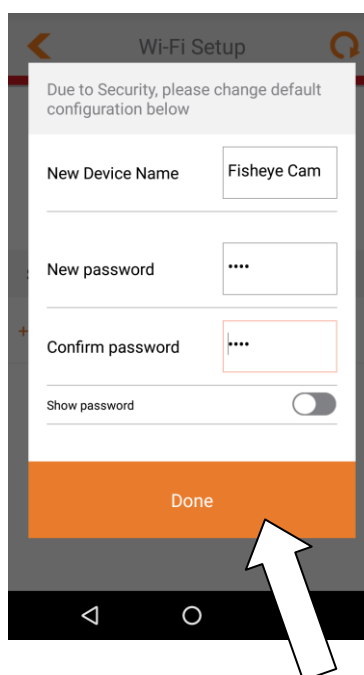 Wi-Fi Setup
Due to Security, please change default
configuration below
New Device Name
Fisheye Cam
New password
••••
Confirm password
••••
Show password
Done